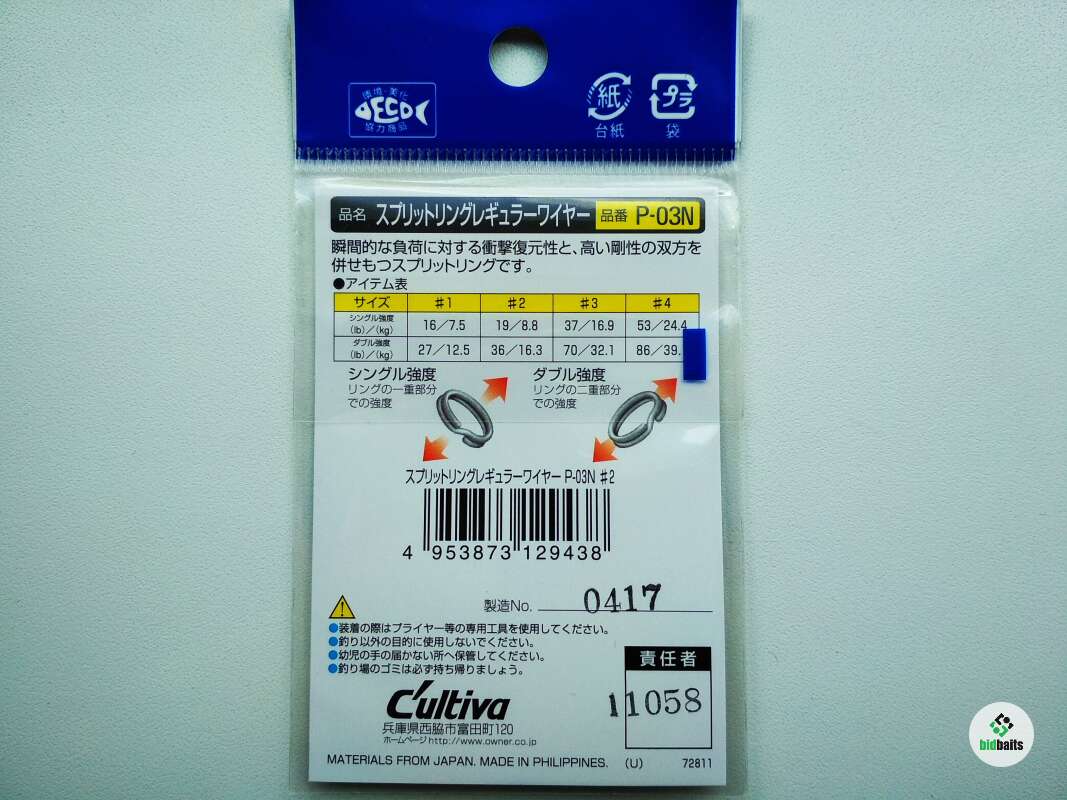 環境・美化
ECO
協力商品
紙
台紙
プラ
袋
品名 スプリットリングレギュラーワイヤー 品番 P-03N
瞬間的な負荷に対する衝撃復元性と、高い剛性の双方を
併せもつスプリットリングです。
●アイテム表
サイズ #1 #2 #3 #4
シングル強度 (lb)/(kg) 16/7.5 19/8.8 37/16.9 53/24.4
ダブル強度 (lb)/(kg) 27/12.5 36/16.3 70/32.1 86/39.
シングル強度
リングの一重部分
での強度
ダブル強度
リングの二重部分
での強度
スプリットリングレギュラーワイヤー P-03N #2
4 953873 129438
製造No. 0417
●装着の際はプライヤー等の専用工具を使用してください。
●釣り以外の目的に使用しないでください。
●幼児の手の届かない所へ保管してください。
●釣り場のゴミは必ず持ち帰りましょう。
責任者
11058
C'ultiva
兵庫県西脇市富田町120
ホームページ http://www.owner.co.jp
MATERIALS FROM JAPAN. MADE IN PHILIPPINES. (U) 72811
bidbaits